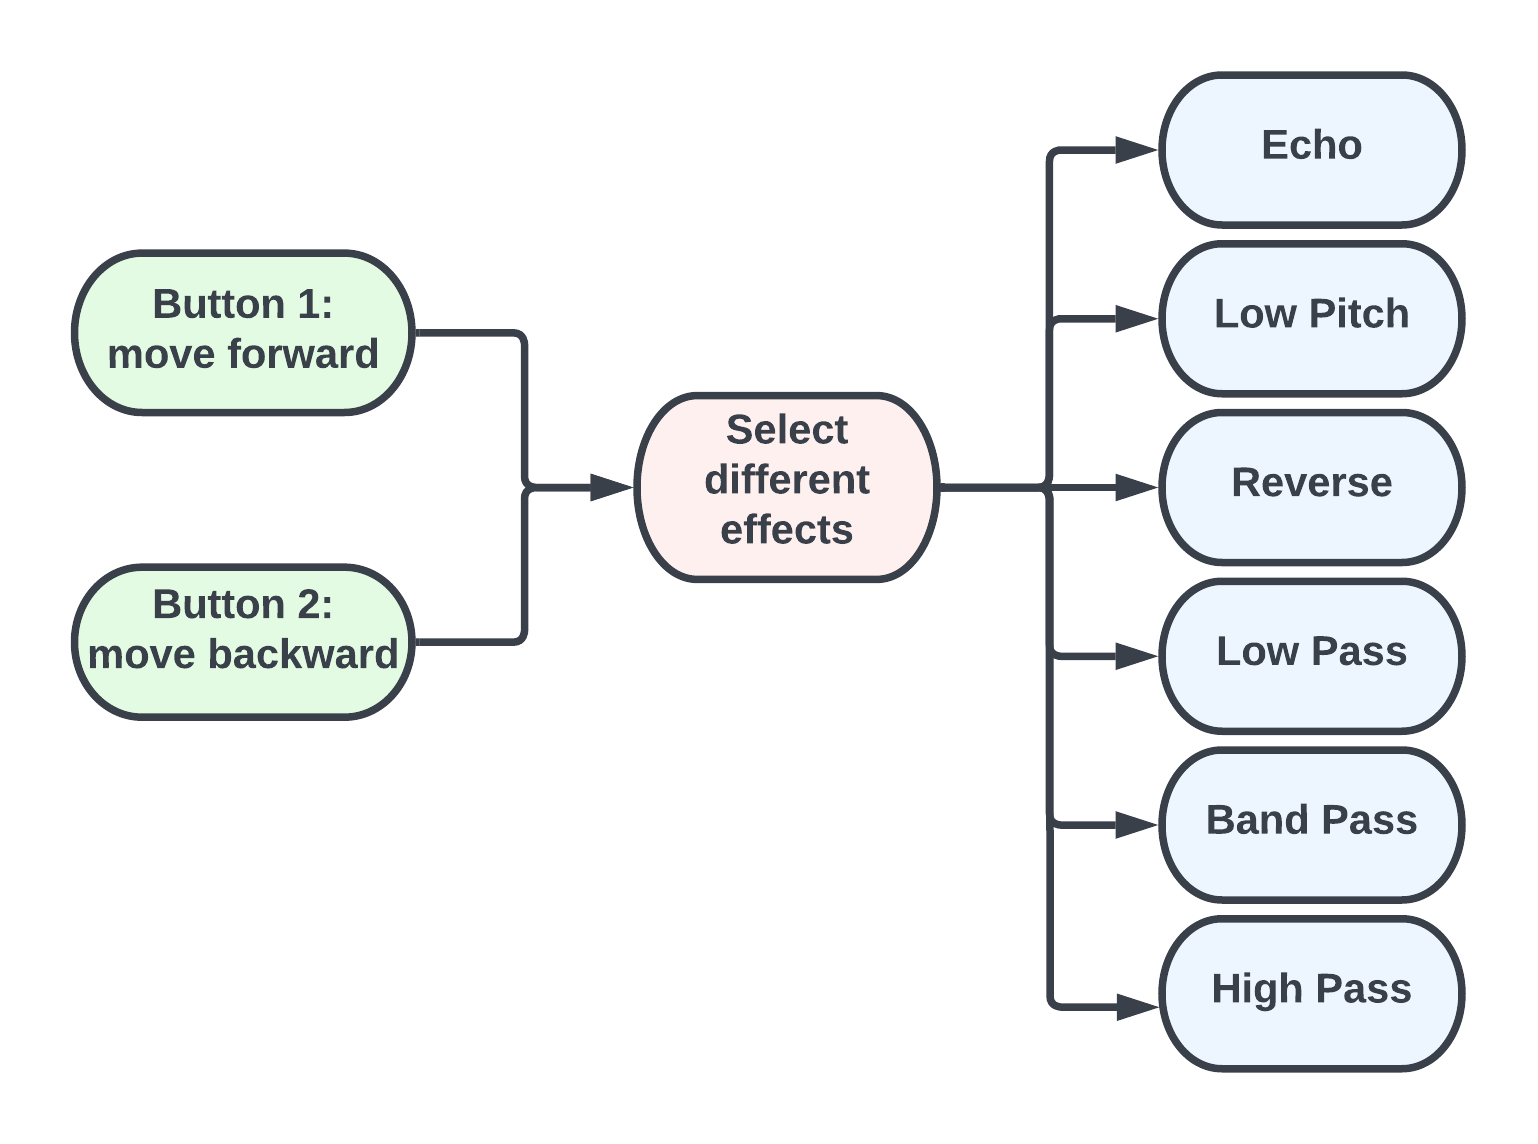 Button 1:
move forward
Button 2:
move backward
Select
different
effects
Echo
Low Pitch
Reverse
Low Pass
Band Pass
High Pass